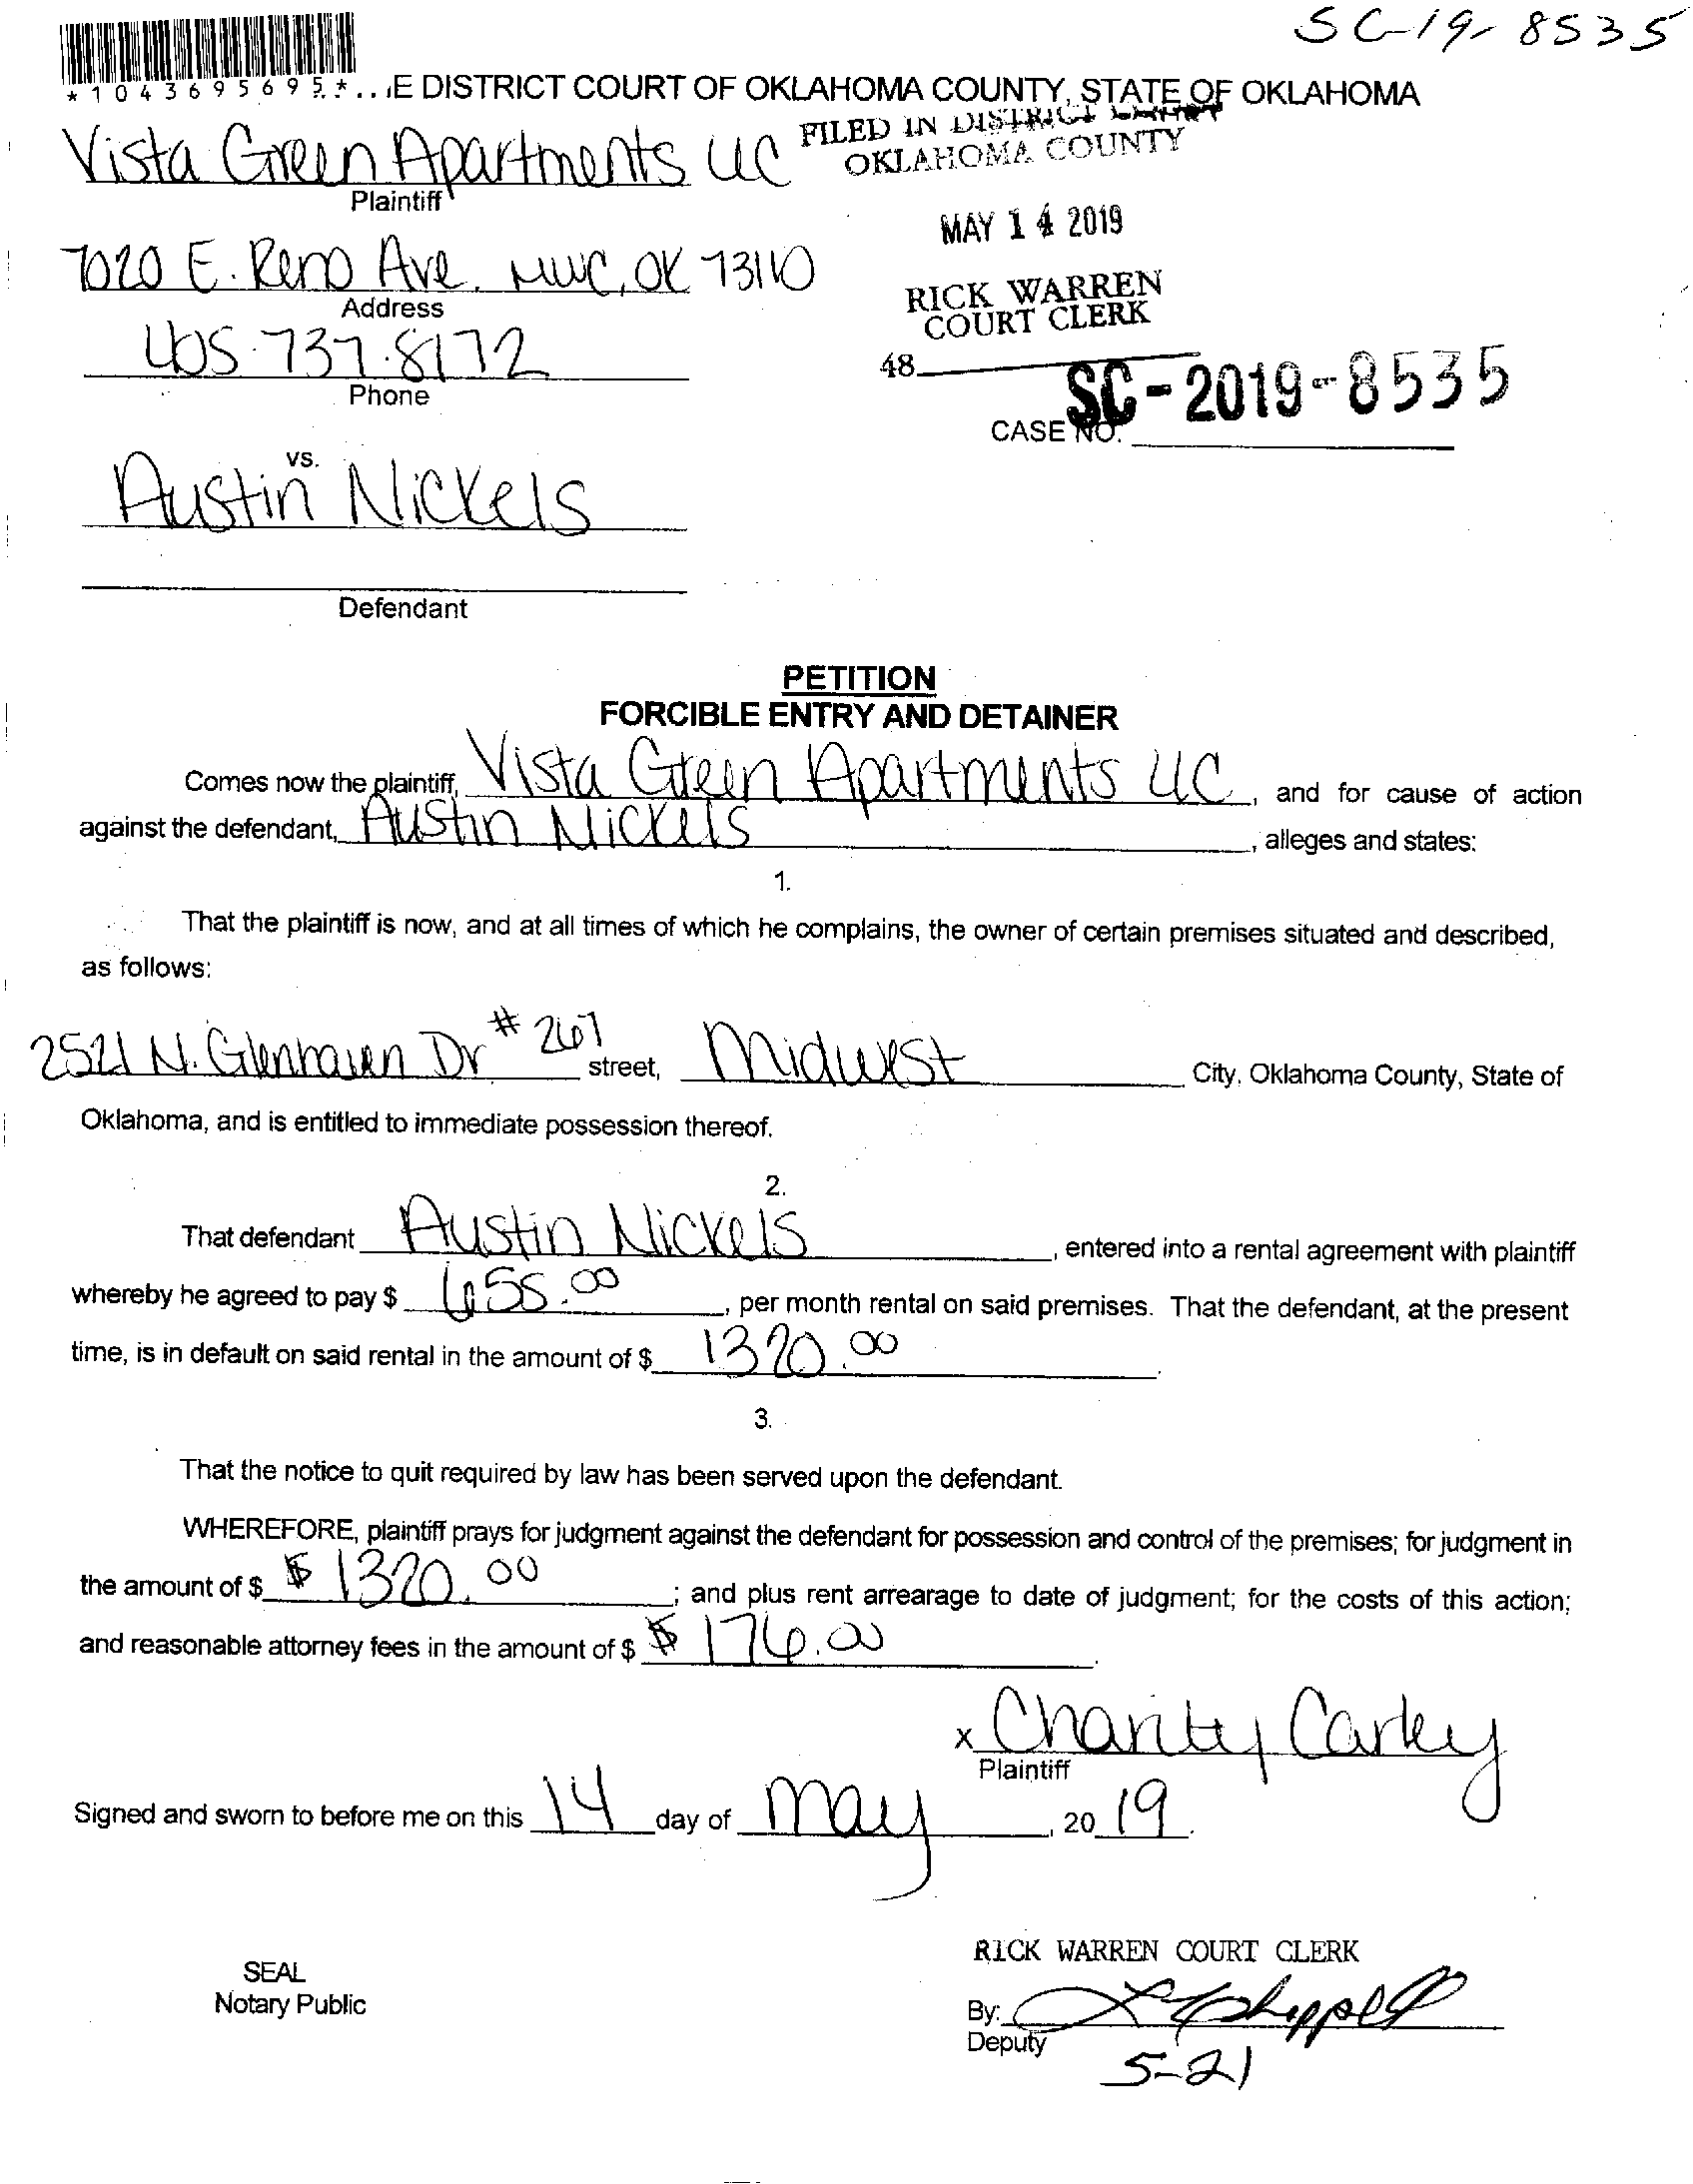 SC-19-8535
*1043695695*
E DISTRICT COURT OF OKLAHOMA COUNTY, STATE OF OKLAHOMA
Vista Green Apartments LLC
Plaintiff
FILED IN DISTRICT COURT
OKLAHOMA COUNTY
MAY 14 2019
7020 E. Reno Ave. MWC, OK 73110
Address
RICK WARREN
COURT CLERK
405.737.8172
Phone
48
CASE NO. SC-2019-8535
vs.
Austin Nickels
Defendant
PETITION
FORCIBLE ENTRY AND DETAINER
Comes now the plaintiff, Vista Green Apartments LLC, and for cause of action
against the defendant, Austin Nickels, alleges and states:
1.
That the plaintiff is now, and at all times of which he complains, the owner of certain premises situated and described,
as follows:
2521 N. Glenhaven Dr #267 street, Midwest City, Oklahoma County, State of
Oklahoma, and is entitled to immediate possession thereof.
2.
That defendant Austin Nickels, entered into a rental agreement with plaintiff
whereby he agreed to pay $ 655.00, per month rental on said premises. That the defendant, at the present
time, is in default on said rental in the amount of $ 1320.00.
3.
That the notice to quit required by law has been served upon the defendant.
WHEREFORE, plaintiff prays for judgment against the defendant for possession and control of the premises; for judgment in
the amount of $ $1320.00; and plus rent arrearage to date of judgment; for the costs of this action;
and reasonable attorney fees in the amount of $ $176.00.
x Charity Carley
Plaintiff
Signed and sworn to before me on this 14 day of May, 2019.
SEAL
Notary Public
RICK WARREN COURT CLERK
By:
Deputy
5-21